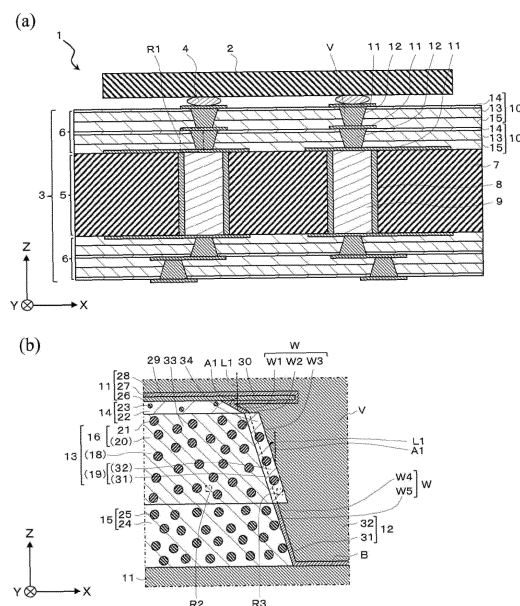 (a)
1
R1
4
2
V
11 12 11 12 11
14
13
15
10
14
13
15
10
6
3
5
6
7
8
9
Z
Y
X
(b)
33 34
A1 L1 30
W
W1 W2 W3
V
29
28
27
26
11
23
22
14
21
(20)
16
(18)
13
(19)
(32)
(31)
L1
A1
W4
W5
W
25
24
15
32
31
12
B
11
R2
R3
Z
Y
X